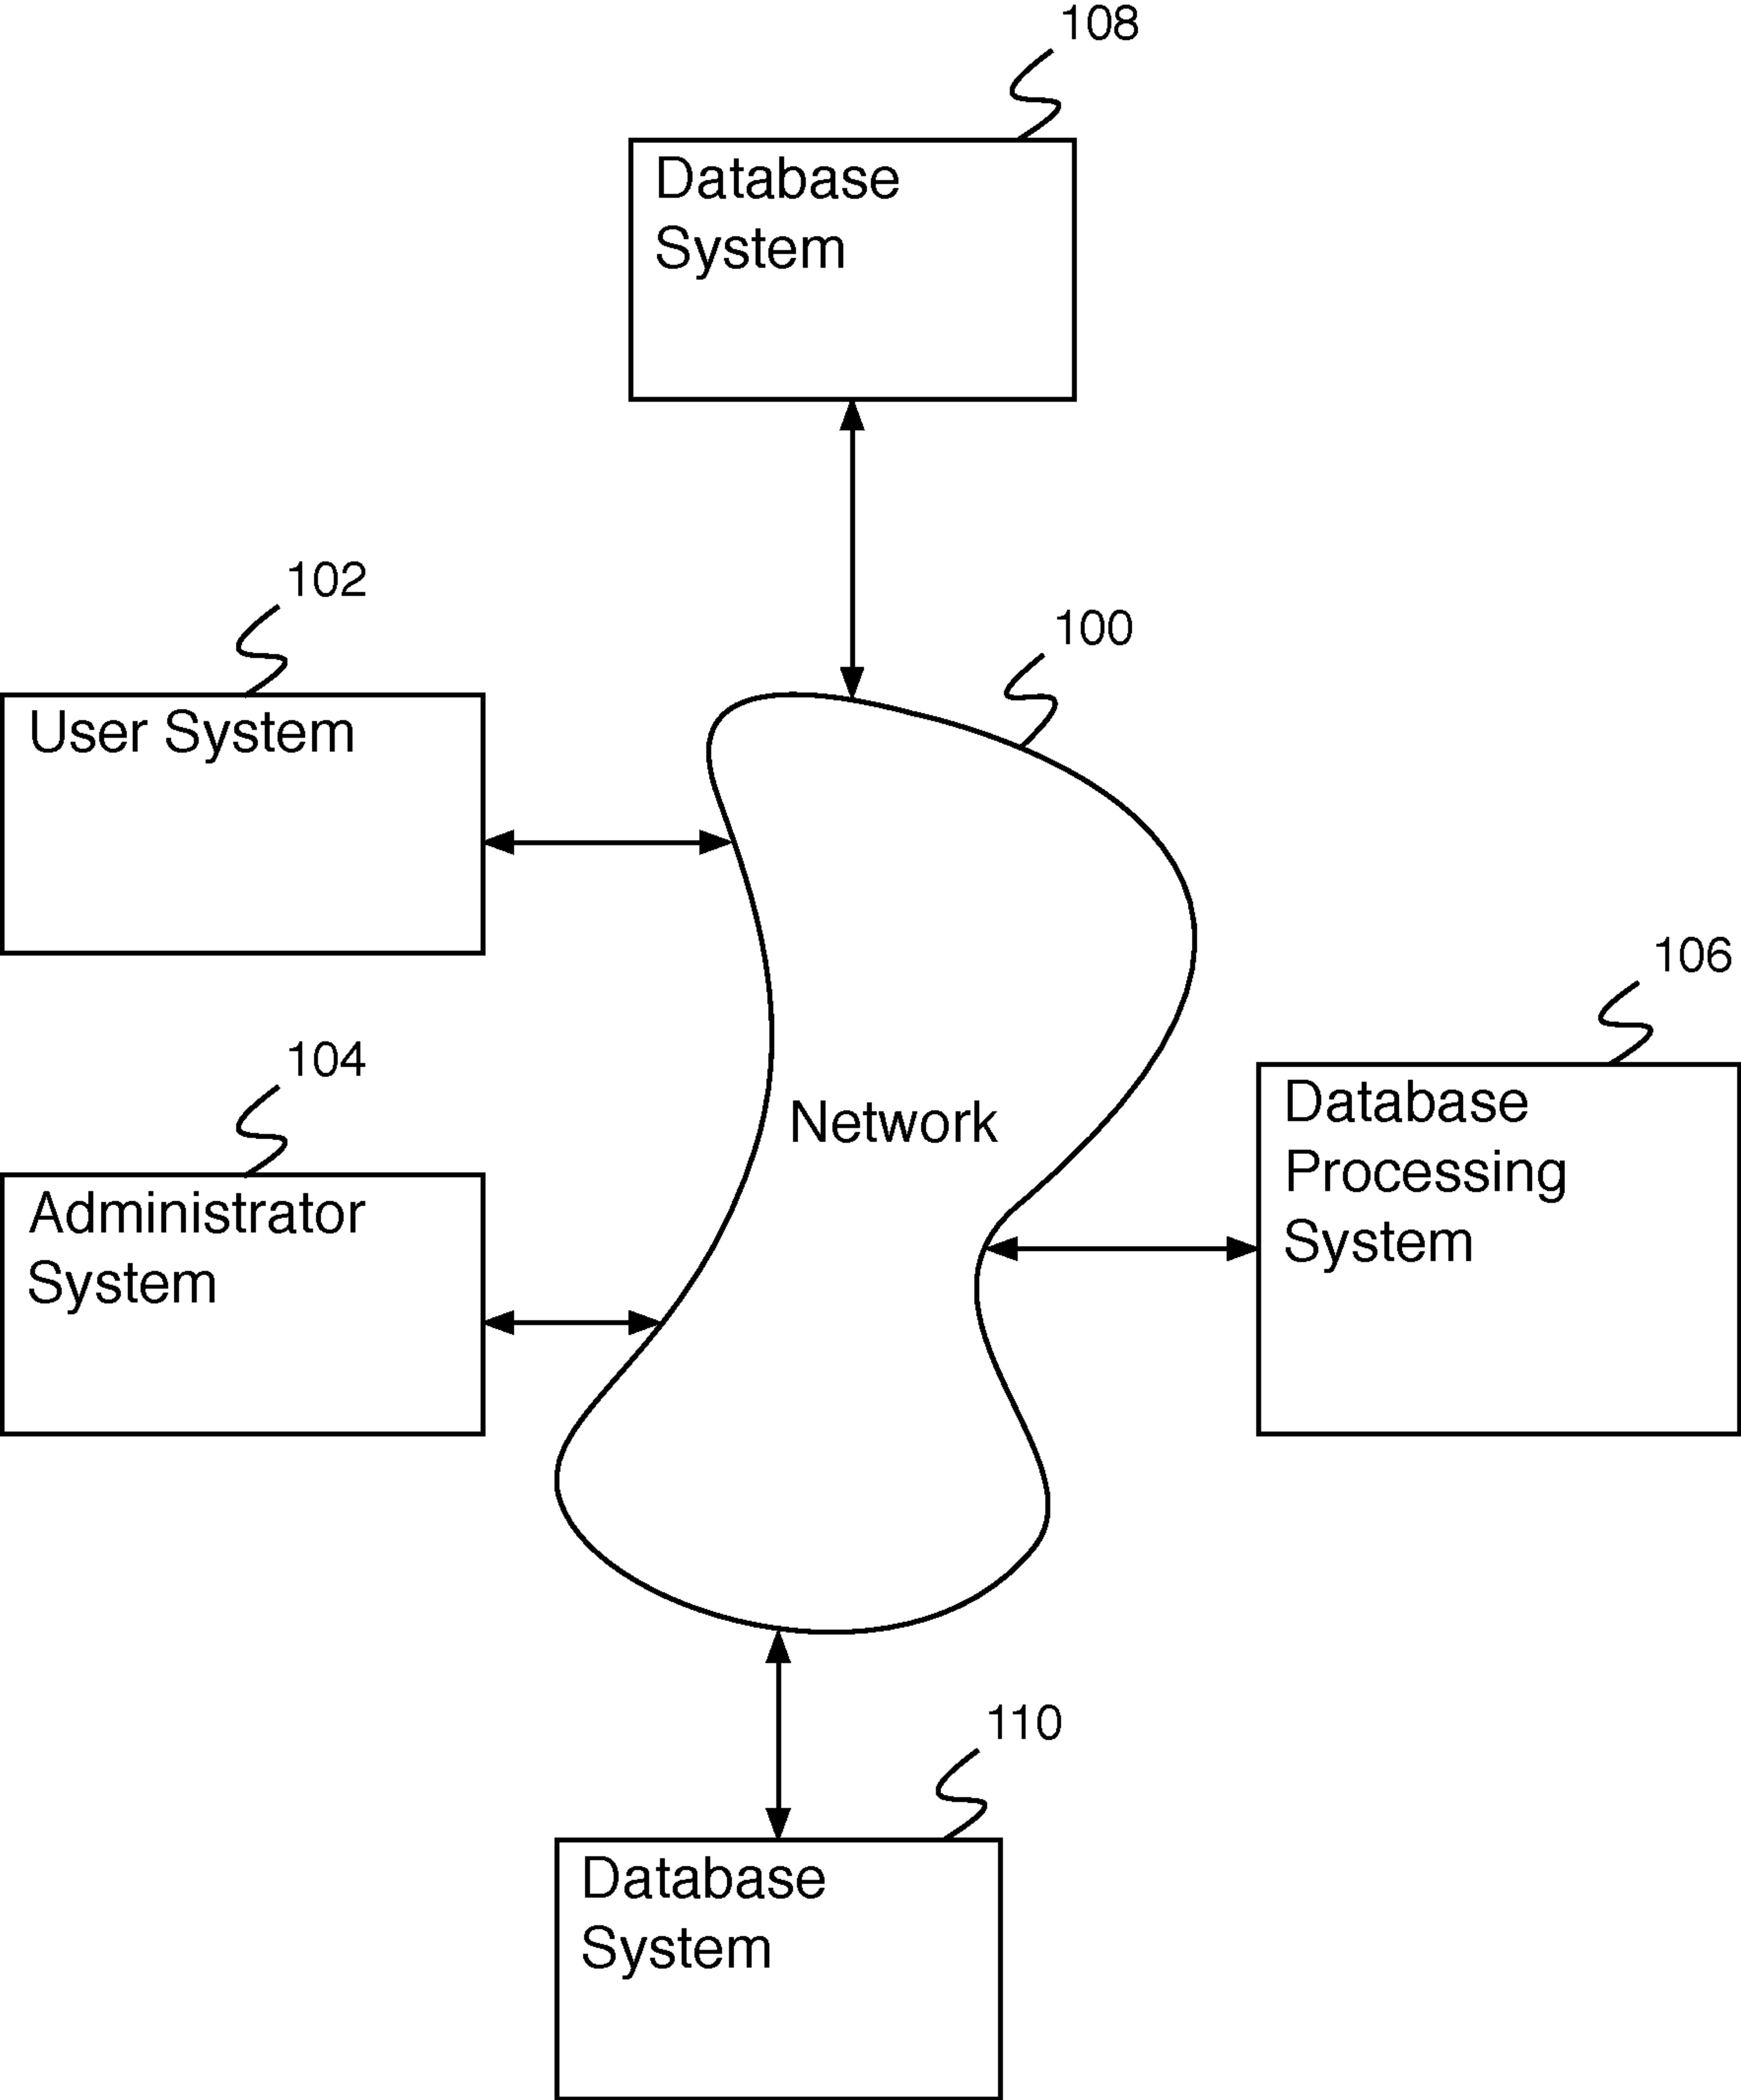 108
Database
System
102
100
User System
106
104
Database
Processing
System
Network
Administrator
System
110
Database
System